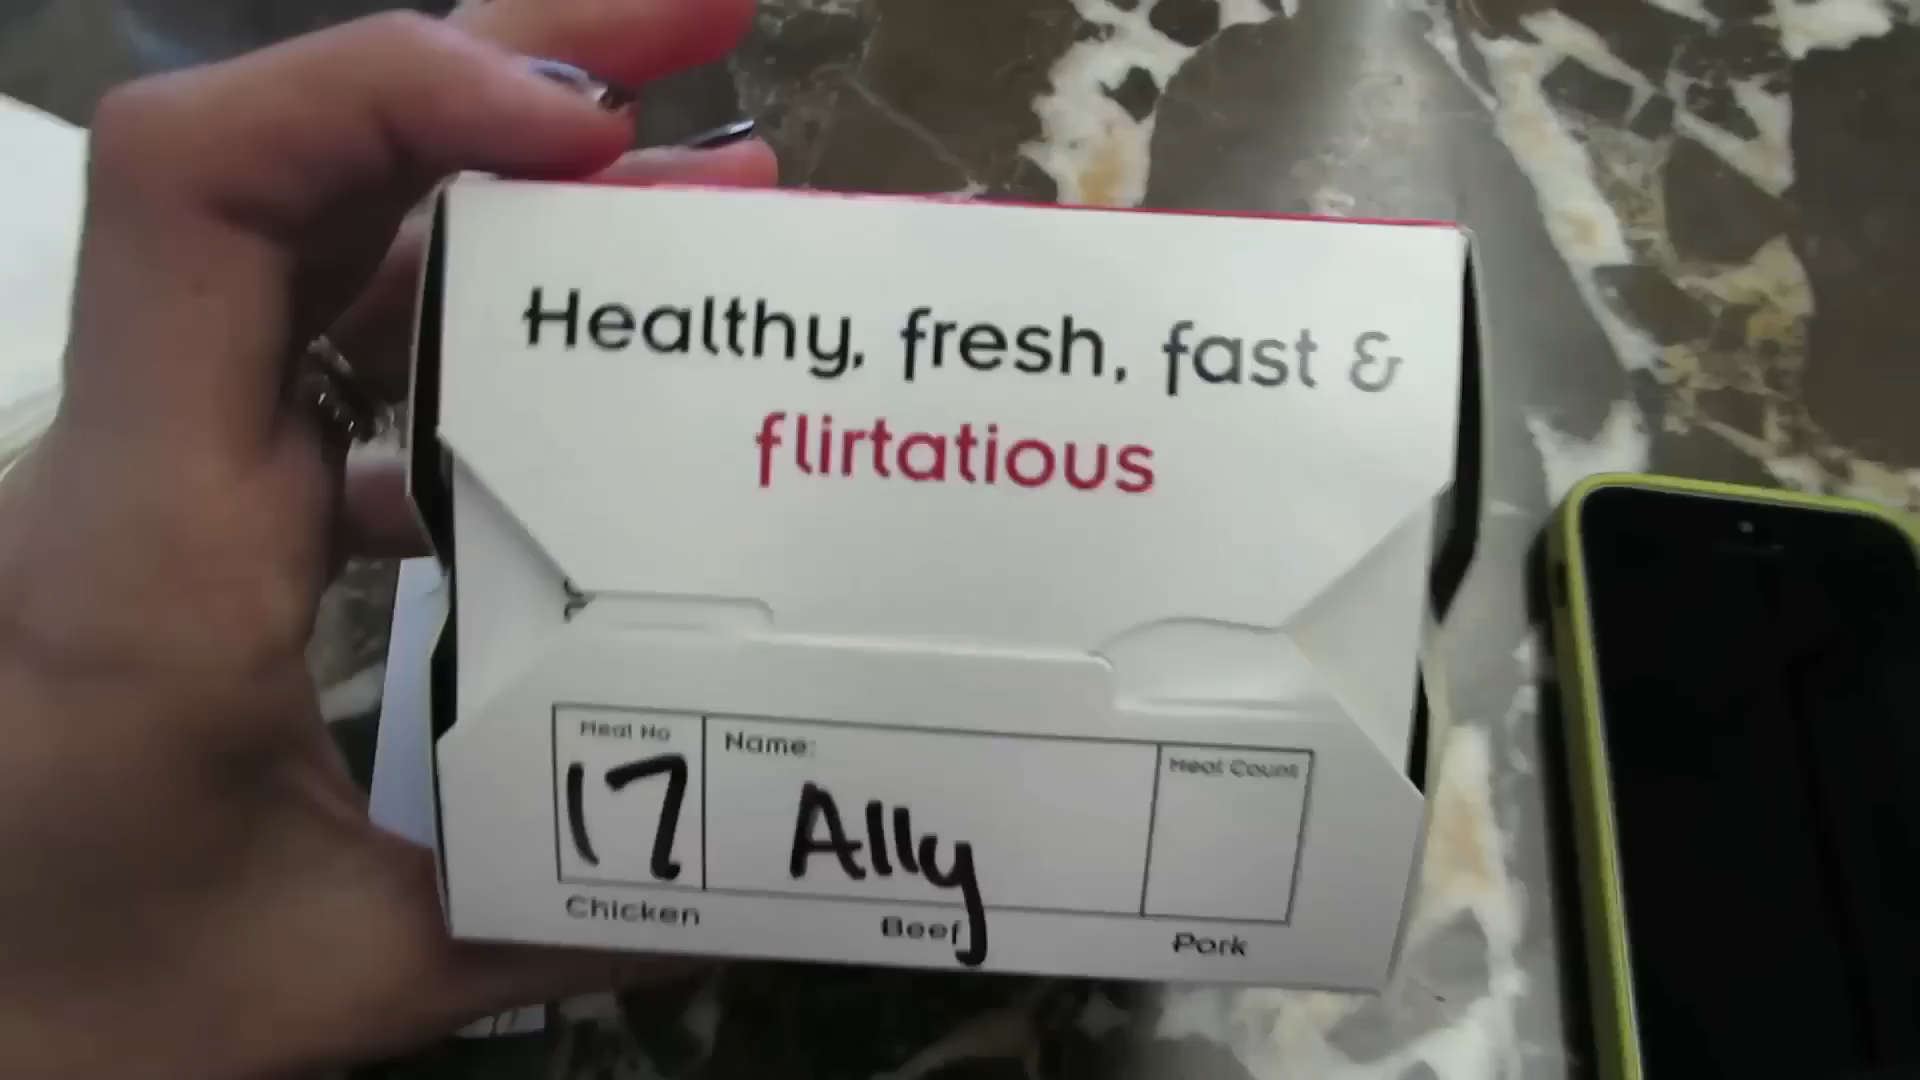 Healthy, fresh, fast &
flirtatious
Meal No
Name:
Meal Count
17
Ally
Chicken
Beef
Pork